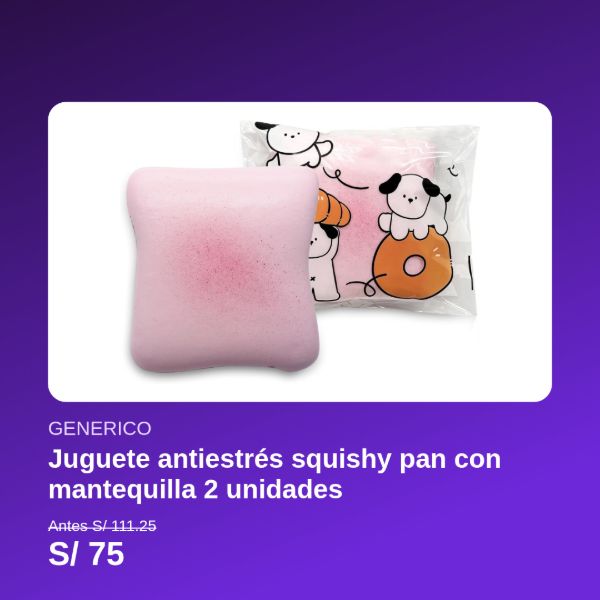 GENERICO
Juguete antiestrés squishy pan con
mantequilla 2 unidades
Antes S/ 111.25
S/ 75